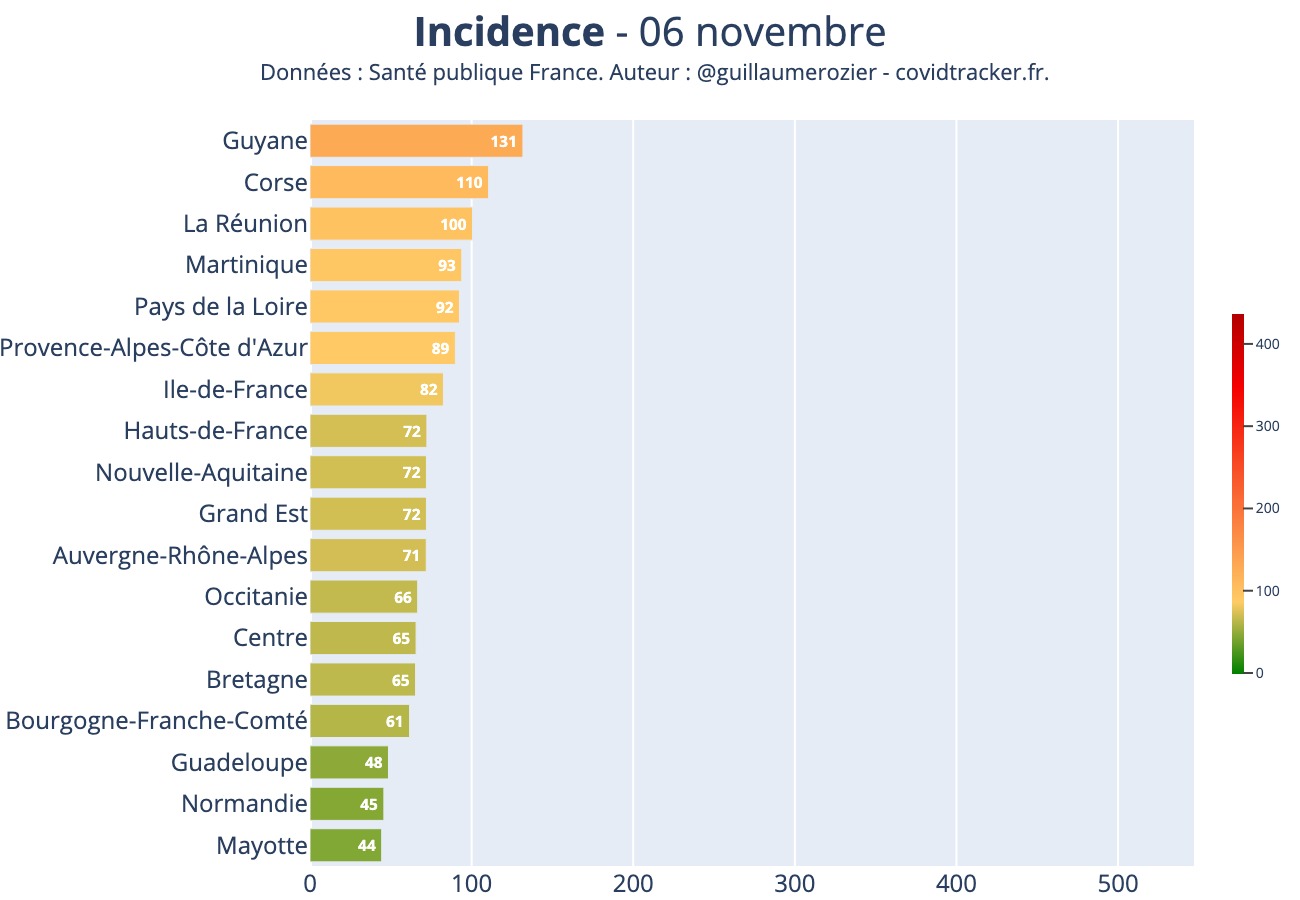 Incidence - 06 novembre
Données : Santé publique France. Auteur : @guillaumerozier - covidtracker.fr.
Guyane 131
Corse 110
La Réunion 100
Martinique 93
Pays de la Loire 92
Provence-Alpes-Côte d'Azur 89
Ile-de-France 82
Hauts-de-France 72
Nouvelle-Aquitaine 72
Grand Est 72
Auvergne-Rhône-Alpes 71
Occitanie 66
Centre 65
Bretagne 65
Bourgogne-Franche-Comté 61
Guadeloupe 48
Normandie 45
Mayotte 44
0 100 200 300 400 500
400
300
200
100
0